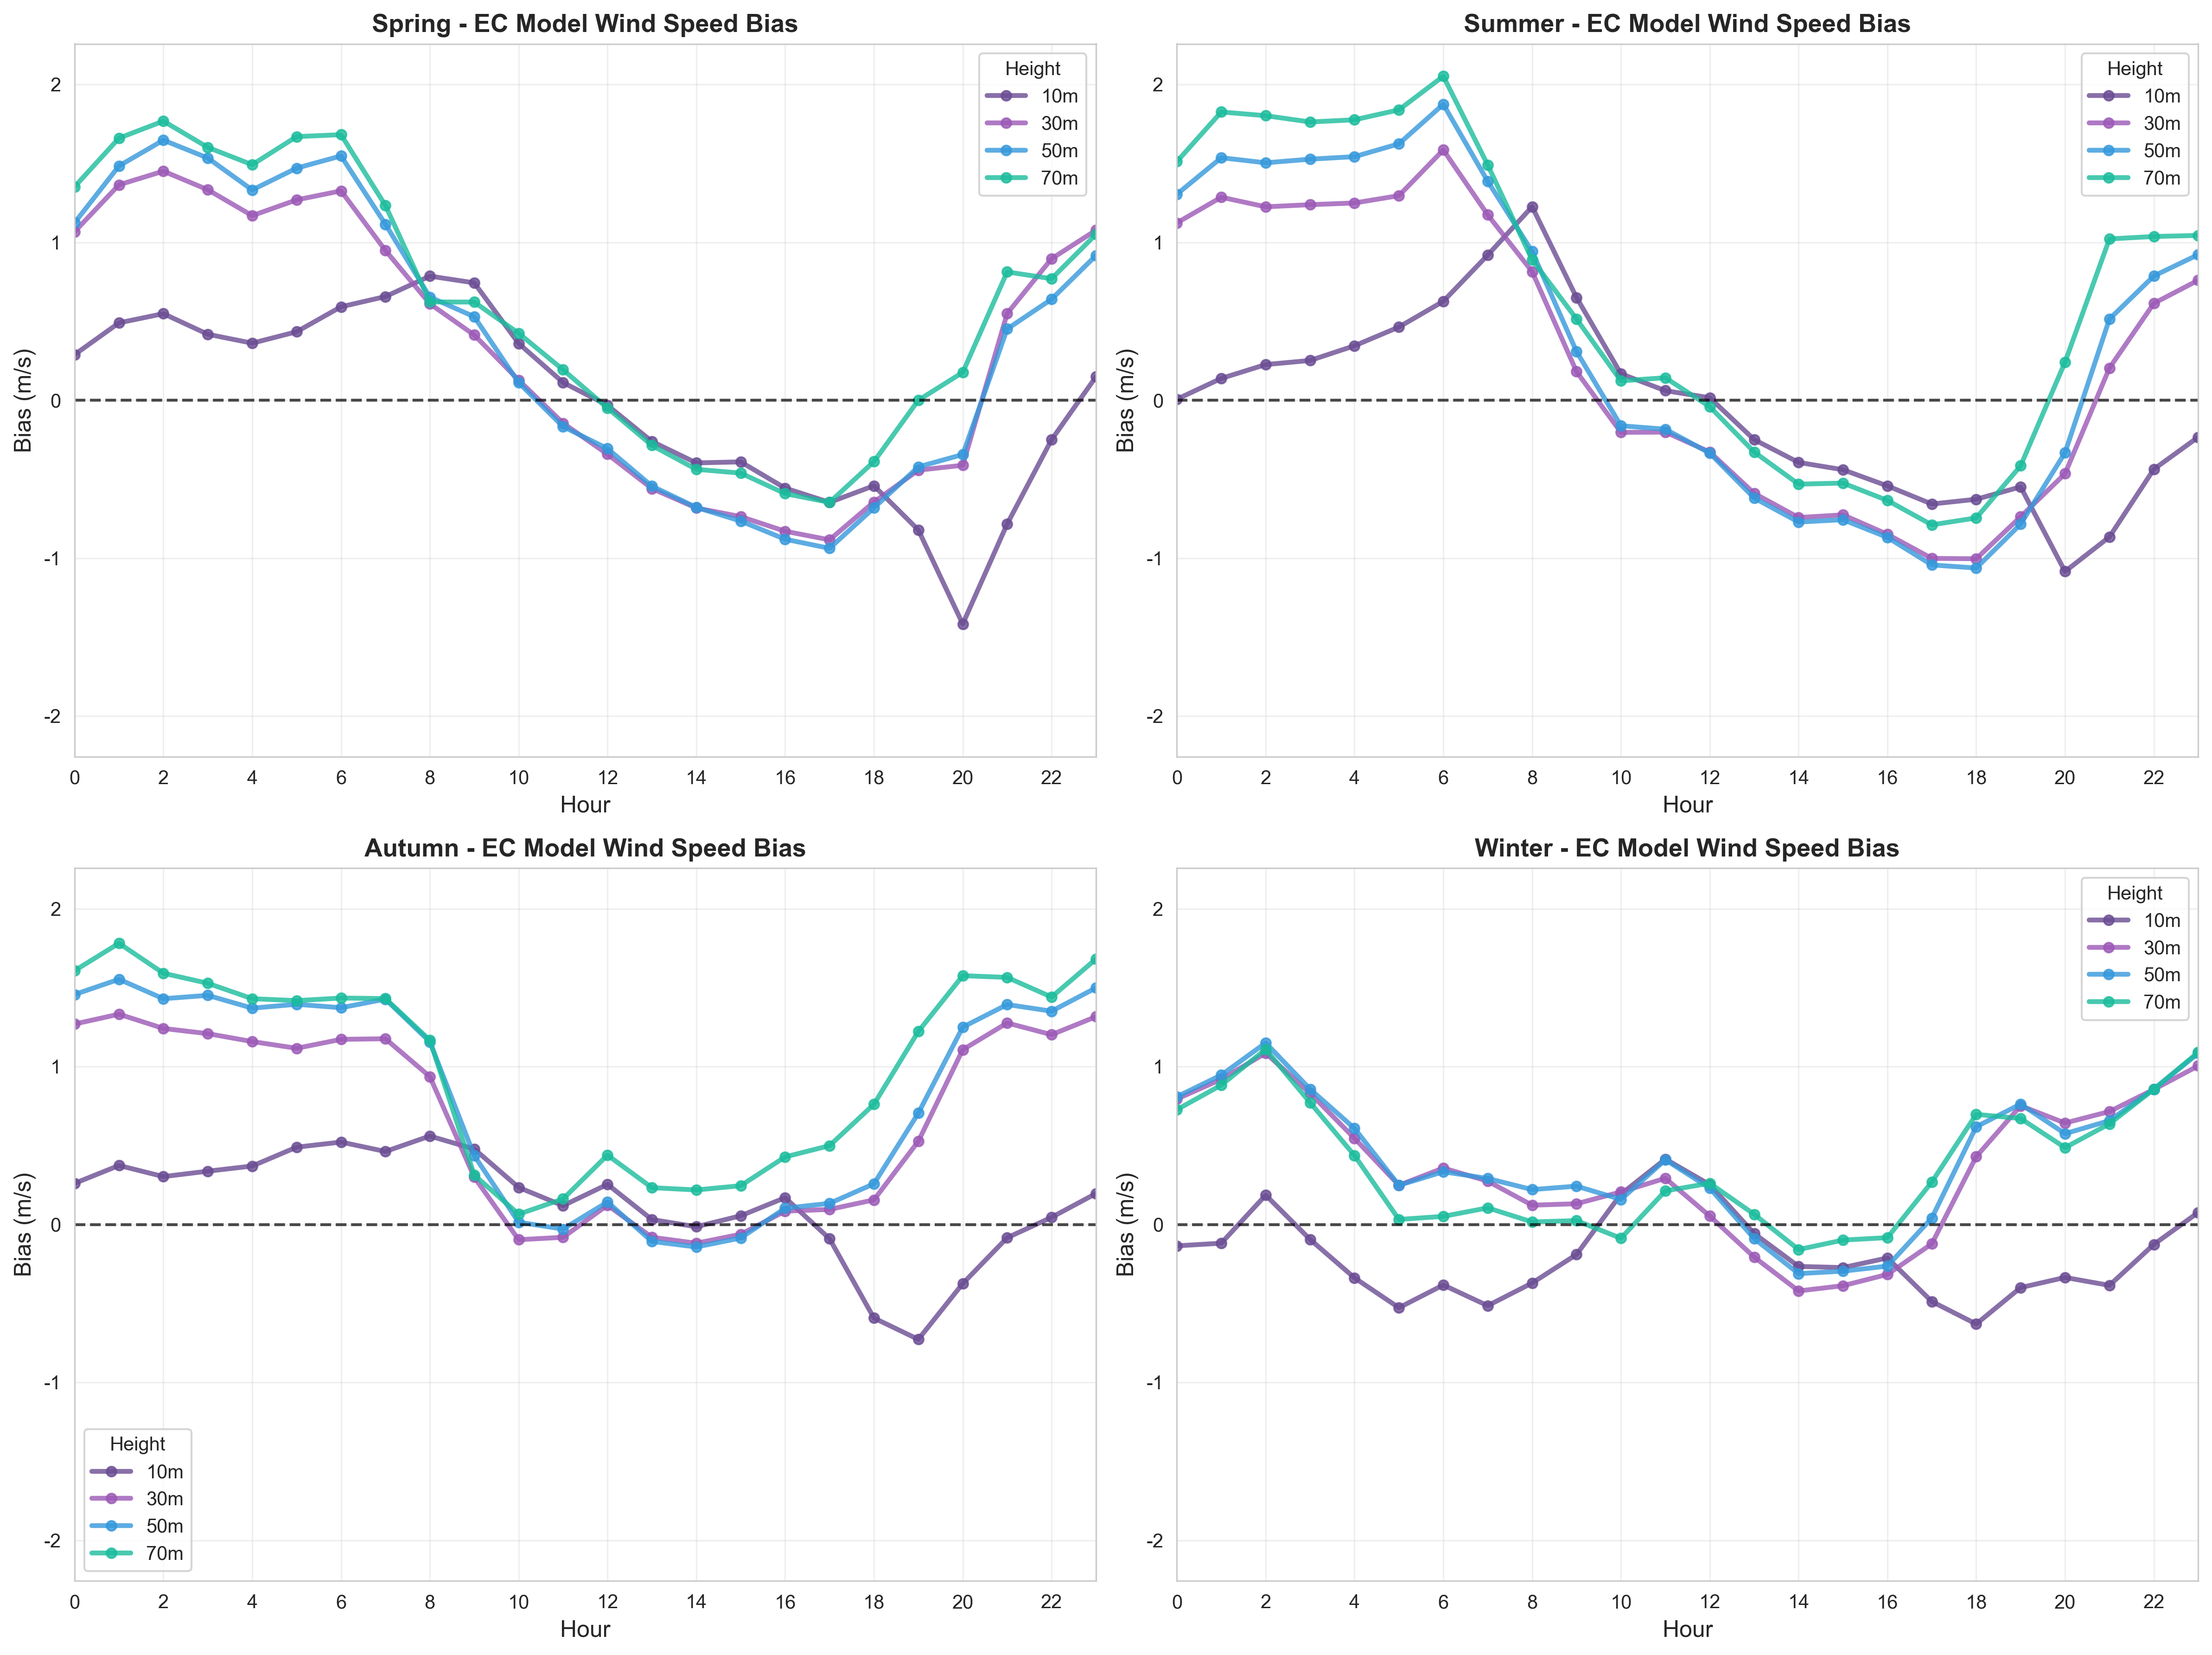 Spring - EC Model Wind Speed Bias
Bias (m/s)
2
1
0
-1
-2
0 2 4 6 8 10 12 14 16 18 20 22
Hour
Height
10m
30m
50m
70m
Summer - EC Model Wind Speed Bias
Bias (m/s)
2
1
0
-1
-2
0 2 4 6 8 10 12 14 16 18 20 22
Hour
Height
10m
30m
50m
70m
Autumn - EC Model Wind Speed Bias
Bias (m/s)
2
1
0
-1
-2
0 2 4 6 8 10 12 14 16 18 20 22
Hour
Height
10m
30m
50m
70m
Winter - EC Model Wind Speed Bias
Bias (m/s)
2
1
0
-1
-2
0 2 4 6 8 10 12 14 16 18 20 22
Hour
Height
10m
30m
50m
70m